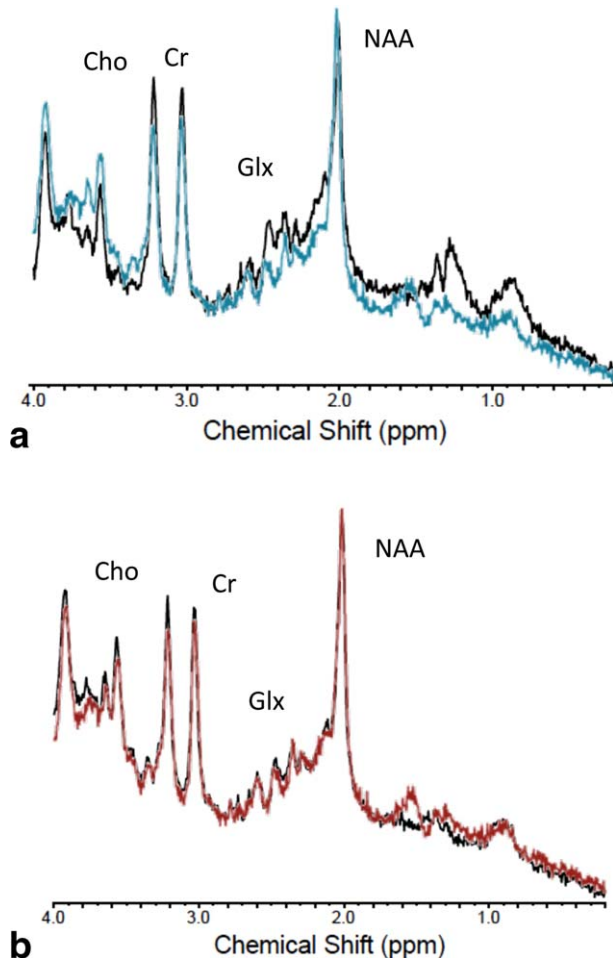 NAA
Cho Cr
Glx
4.0 3.0 2.0 1.0
Chemical Shift (ppm)
a
NAA
Cho Cr
Glx
4.0 3.0 2.0 1.0
Chemical Shift (ppm)
b